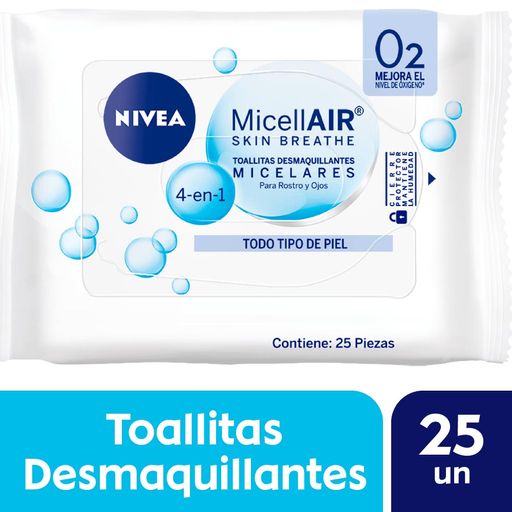 NIVEA
MicellAIR®
SKIN BREATHE
TOALLITAS DESMAQUILLANTES
MICELARES
Para Rostro y Ojos
4-en-1
TODO TIPO DE PIEL
O2
MEJORA EL
NIVEL DE OXÍGENO*
CIERRE
PROTECTOR
MANTIENE
LA HUMEDAD
Contiene: 25 Piezas
Toallitas
Desmaquillantes
25
un